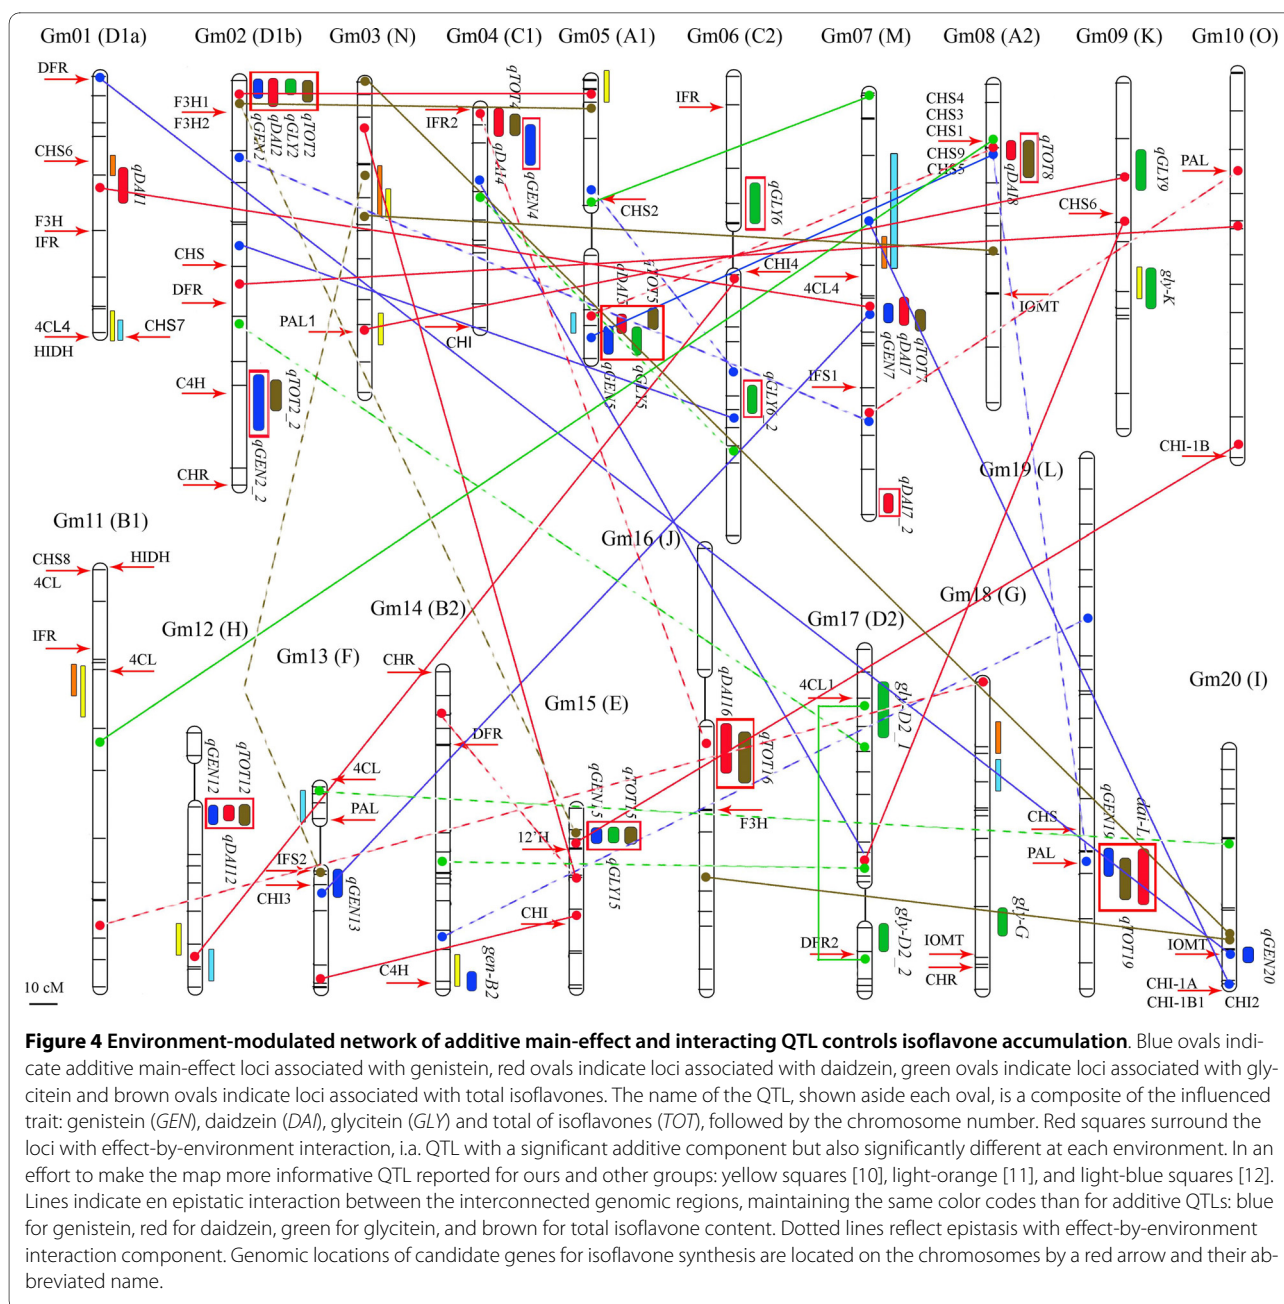 Gm01 (D1a)
Gm02 (D1b)
Gm03 (N)
Gm04 (C1)
Gm05 (A1)
Gm06 (C2)
Gm07 (M)
Gm08 (A2)
Gm09 (K)
Gm10 (O)
DFR
CHS6
qDAI1
F3H
IFR
4CL4
HIDH
CHS7
F3H1
F3H2
qGEN2
qDAI2
qGLY2
qTOT2
CHS
DFR
C4H
qTOT2_2
qGEN2_2
CHR
PAL1
IFR2
qTOT4
qDAI4
qGEN4
CHI
CHS2
qDAI5
qTOT5
qGEN5
qGLY5
IFR
qGLY6
CHI4
qGLY6_2
4CL4
qGEN7
qDAI7
qTOT7
IFS1
qDAI7_2
CHS4
CHS3
CHS1
CHS9
CHS5
qDAI8
qTOT8
IOMT
qGLY9
CHS6
gly-K
PAL
CHI-1B
Gm11 (B1)
Gm12 (H)
Gm13 (F)
Gm14 (B2)
Gm15 (E)
Gm16 (J)
Gm17 (D2)
Gm18 (G)
Gm19 (L)
Gm20 (I)
CHS8
4CL
HIDH
IFR
4CL
qGEN12
qTOT12
qDAI12
4CL
PAL
IFS2
CHI3
qGEN13
CHR
DFR
C4H
gen-B2
qGEN15
qTOT15
12'H
qGLY15
CHI
qDAI16
qTOT16
F3H
4CL1
gly-D2_1
DFR2
gly-D2_2
gly-G
IOMT
CHR
CHS
PAL
qGEN19
dai-L
qTOT19
IOMT
qGEN20
CHI-1A
CHI-1B1
CHI2
10 cM
Figure 4 Environment-modulated network of additive main-effect and interacting QTL controls isoflavone accumulation. Blue ovals indi-
cate additive main-effect loci associated with genistein, red ovals indicate loci associated with daidzein, green ovals indicate loci associated with gly-
citein and brown ovals indicate loci associated with total isoflavones. The name of the QTL, shown aside each oval, is a composite of the influenced
trait: genistein (GEN), daidzein (DAI), glycitein (GLY) and total of isoflavones (TOT), followed by the chromosome number. Red squares surround the
loci with effect-by-environment interaction, i.a. QTL with a significant additive component but also significantly different at each environment. In an
effort to make the map more informative QTL reported for ours and other groups: yellow squares [10], light-orange [11], and light-blue squares [12].
Lines indicate en epistatic interaction between the interconnected genomic regions, maintaining the same color codes than for additive QTLs: blue
for genistein, red for daidzein, green for glycitein, and brown for total isoflavone content. Dotted lines reflect epistasis with effect-by-environment
interaction component. Genomic locations of candidate genes for isoflavone synthesis are located on the chromosomes by a red arrow and their ab-
breviated name.